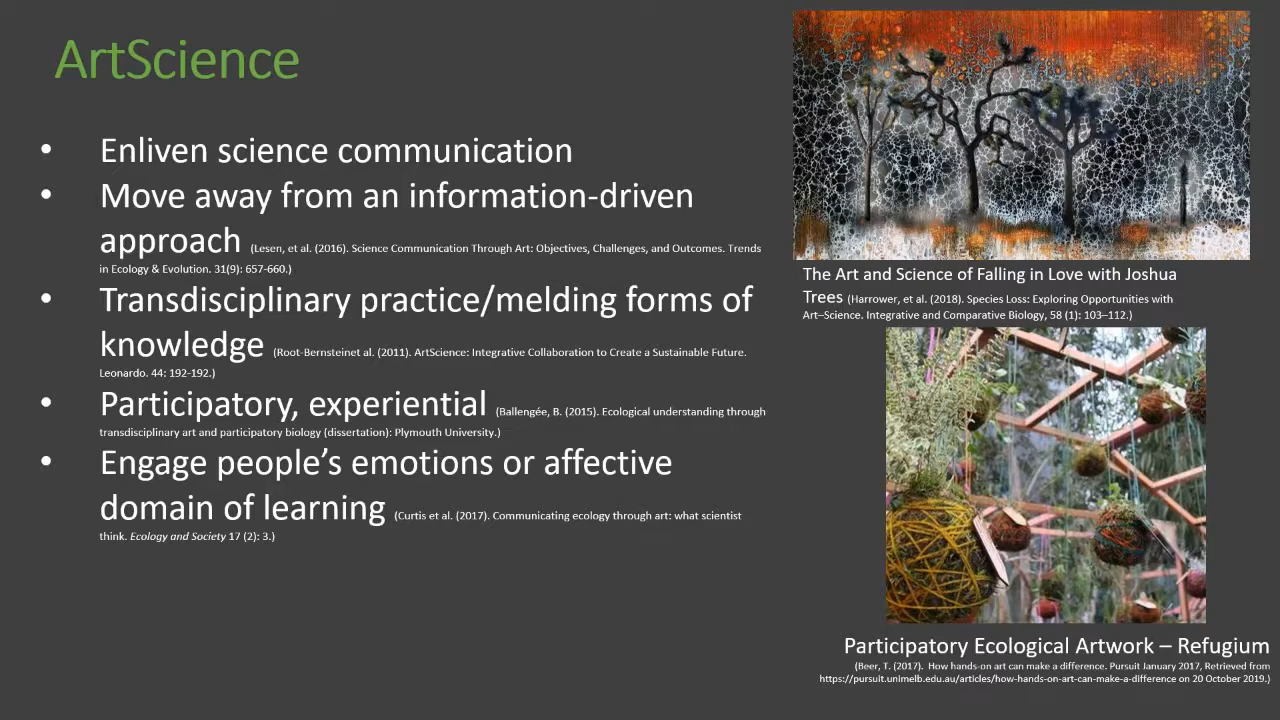 ArtScience
• Enliven science communication
• Move away from an information-driven
approach (Lesen, et al. (2016). Science Communication Through Art: Objectives, Challenges, and Outcomes. Trends
in Ecology & Evolution. 31(9): 657-660.)
• Transdisciplinary practice/melding forms of
knowledge (Root-Bernsteinet al. (2011). ArtScience: Integrative Collaboration to Create a Sustainable Future.
Leonardo. 44: 192-192.)
• Participatory, experiential (Ballengée, B. (2015). Ecological understanding through
transdisciplinary art and participatory biology (dissertation): Plymouth University.)
• Engage people’s emotions or affective
domain of learning (Curtis et al. (2017). Communicating ecology through art: what scientist
think. Ecology and Society 17 (2): 3.)
The Art and Science of Falling in Love with Joshua
Trees (Harrower, et al. (2018). Species Loss: Exploring Opportunities with
Art–Science. Integrative and Comparative Biology, 58 (1): 103–112.)
Participatory Ecological Artwork – Refugium
(Beer, T. (2017). How hands-on art can make a difference. Pursuit January 2017, Retrieved from
https://pursuit.unimelb.edu.au/articles/how-hands-on-art-can-make-a-difference on 20 October 2019.)